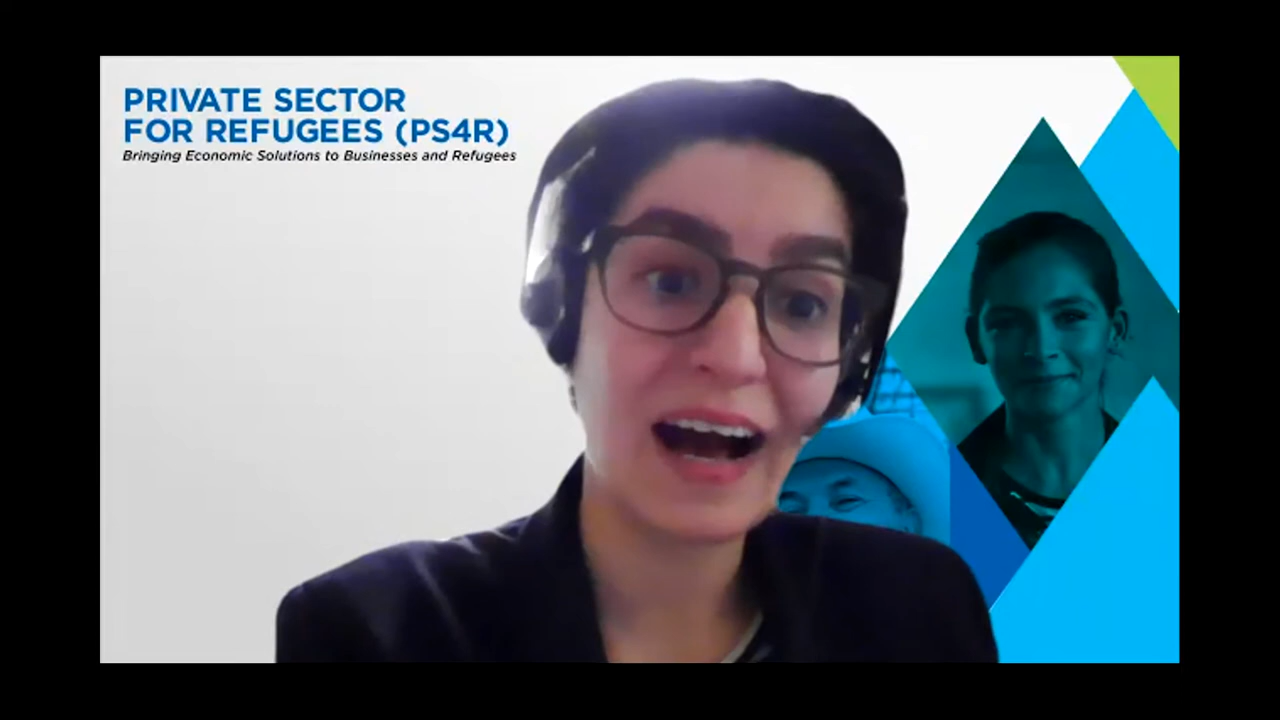 PRIVATE SECTOR
FOR REFUGEES (PS4R)
Bringing Economic Solutions to Businesses and Refugees